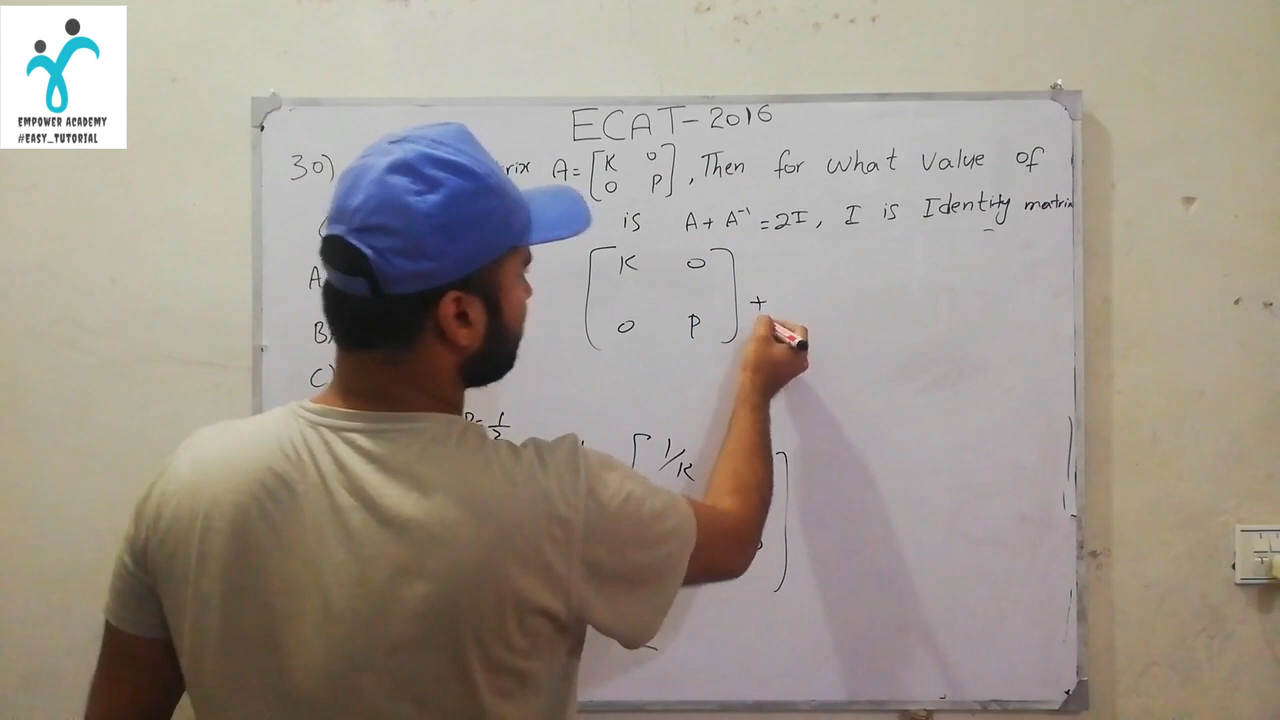 EMPOWER ACADEMY
#EASY_TUTORIAL
ECAT-2016
30) A = [K 0
0 P], Then for what value of
is A + A⁻¹ = 2I, I is Identity matrix
A
B)
C)
[K 0
0 P] +
P = 1/2
[1/K